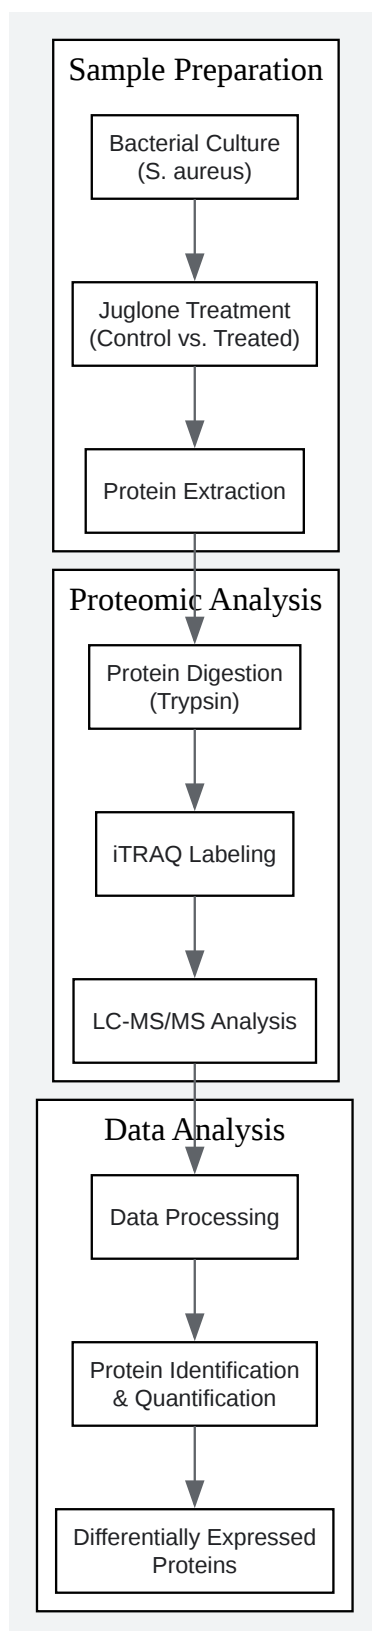 Sample Preparation
Bacterial Culture
(S. aureus)
Juglone Treatment
(Control vs. Treated)
Protein Extraction
Proteomic Analysis
Protein Digestion
(Trypsin)
iTRAQ Labeling
LC-MS/MS Analysis
Data Analysis
Data Processing
Protein Identification
& Quantification
Differentially Expressed
Proteins